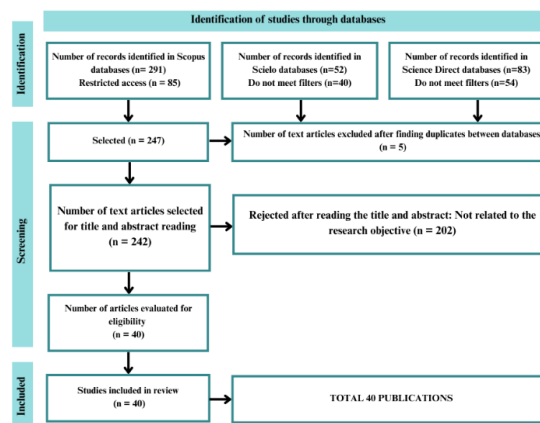 Identification of studies through databases
Identification
Number of records identified in Scopus
databases (n= 291)
Restricted access (n = 85)
Number of records identified in
Scielo databases (n=52)
Do not meet filters (n=40)
Number of records identified in
Science Direct databases (n=83)
Do not meet filters (n=54)
Screening
Selected (n = 247)
Number of text articles excluded after finding duplicates between databases
(n = 5)
Number of text articles selected
for title and abstract reading
(n = 242)
Rejected after reading the title and abstract: Not related to the
research objective (n = 202)
Number of articles evaluated for
eligibility
(n = 40)
Included
Studies included in review
(n = 40)
TOTAL 40 PUBLICATIONS